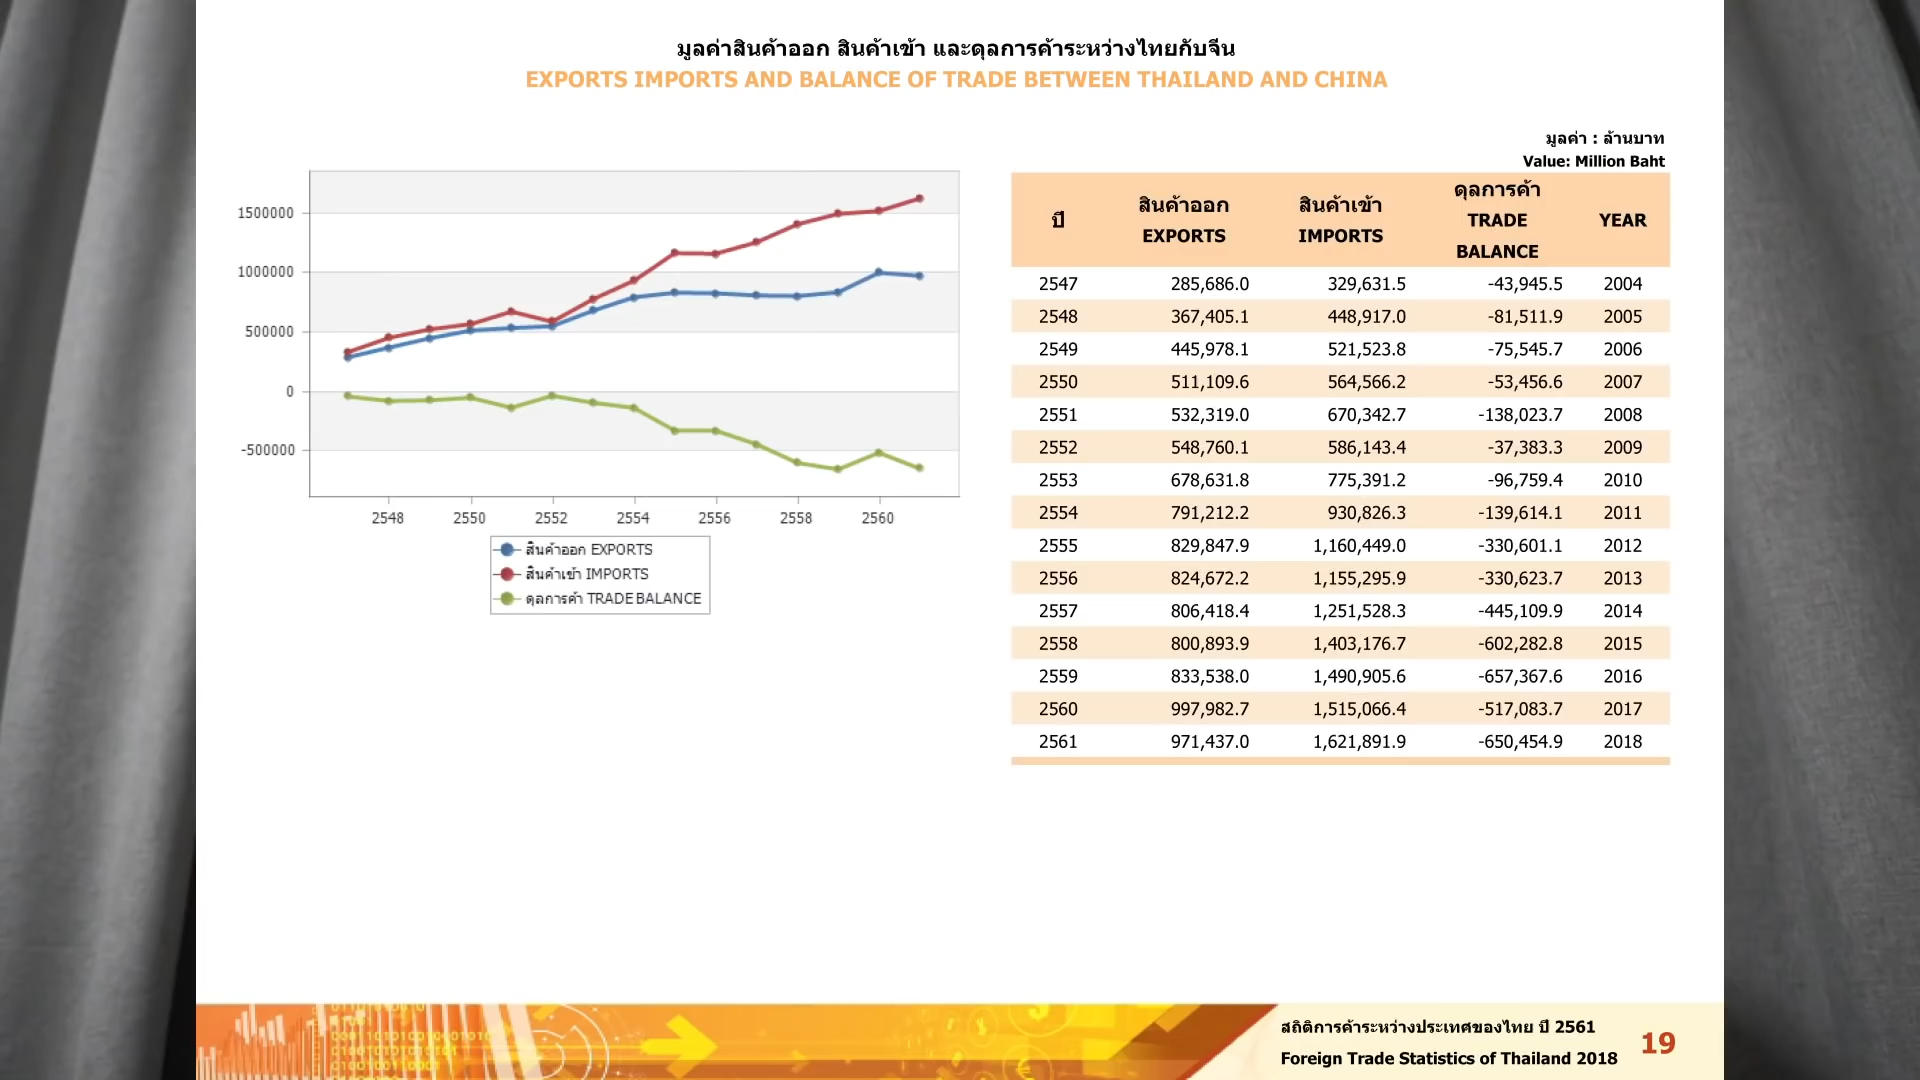 มูลค่าสินค้าออก สินค้าเข้า และดุลการค้าระหว่างไทยกับจีน
EXPORTS IMPORTS AND BALANCE OF TRADE BETWEEN THAILAND AND CHINA
มูลค่า : ล้านบาท
Value: Million Baht
1500000
1000000
500000
0
-500000
2548 2550 2552 2554 2556 2558 2560
สินค้าออก EXPORTS
สินค้าเข้า IMPORTS
ดุลการค้า TRADE BALANCE
ปี สินค้าออก EXPORTS สินค้าเข้า IMPORTS ดุลการค้า TRADE BALANCE YEAR
2547 285,686.0 329,631.5 -43,945.5 2004
2548 367,405.1 448,917.0 -81,511.9 2005
2549 445,978.1 521,523.8 -75,545.7 2006
2550 511,109.6 564,566.2 -53,456.6 2007
2551 532,319.0 670,342.7 -138,023.7 2008
2552 548,760.1 586,143.4 -37,383.3 2009
2553 678,631.8 775,391.2 -96,759.4 2010
2554 791,212.2 930,826.3 -139,614.1 2011
2555 829,847.9 1,160,449.0 -330,601.1 2012
2556 824,672.2 1,155,295.9 -330,623.7 2013
2557 806,418.4 1,251,528.3 -445,109.9 2014
2558 800,893.9 1,403,176.7 -602,282.8 2015
2559 833,538.0 1,490,905.6 -657,367.6 2016
2560 997,982.7 1,515,066.4 -517,083.7 2017
2561 971,437.0 1,621,891.9 -650,454.9 2018
สถิติการค้าระหว่างประเทศของไทย ปี 2561
Foreign Trade Statistics of Thailand 2018
19